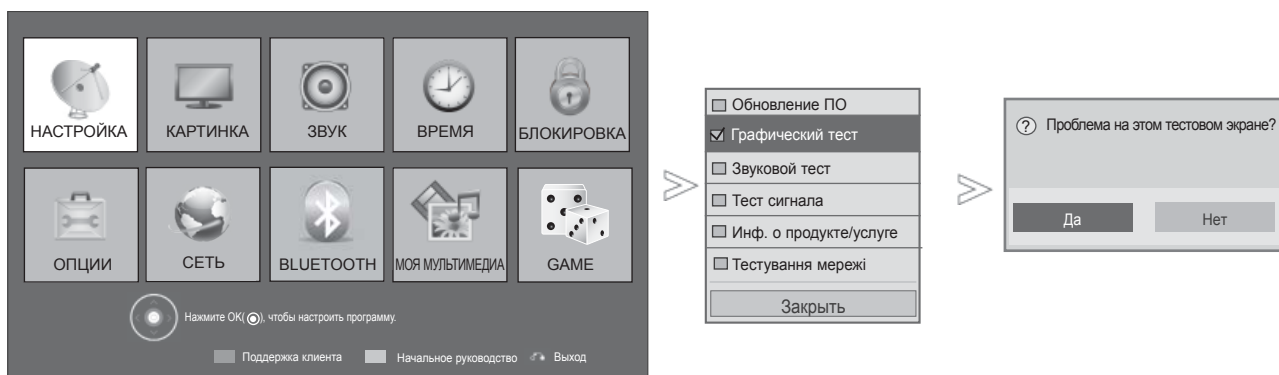 НАСТРОЙКА
КАРТИНКА
ЗВУК
ВРЕМЯ
БЛОКИРОВКА
ОПЦИИ
СЕТЬ
BLUETOOTH
МОЯ МУЛЬТИМЕДИА
GAME
Нажмите ОК(◉), чтобы настроить программу.
Поддержка клиента
Начальное руководство
Выход
Обновление ПО
Графический тест
Звуковой тест
Тест сигнала
Инф. о продукте/услуге
Тестування мережі
Закрыть
? Проблема на этом тестовом экране?
Да
Нет